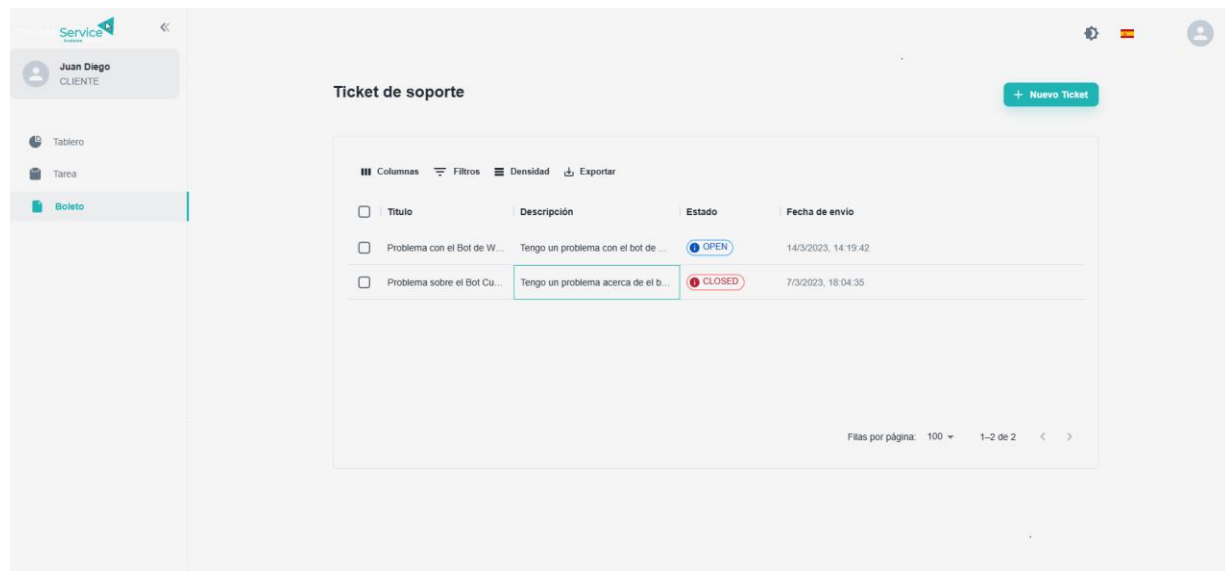 Service
Juan Diego
CLIENTE
Ticket de soporte
+ Nuevo Ticket
Tablero
Tarea
Boleto
Columnas Filtros Densidad Exportar
Titulo Descripción Estado Fecha de envío
Problema con el Bot de W... Tengo un problema con el bot de ... OPEN 14/3/2023, 14:19:42
Problema sobre el Bot Cu... Tengo un problema acerca de el b... CLOSED 7/3/2023, 18:04:35
Filas por página: 100 1–2 de 2